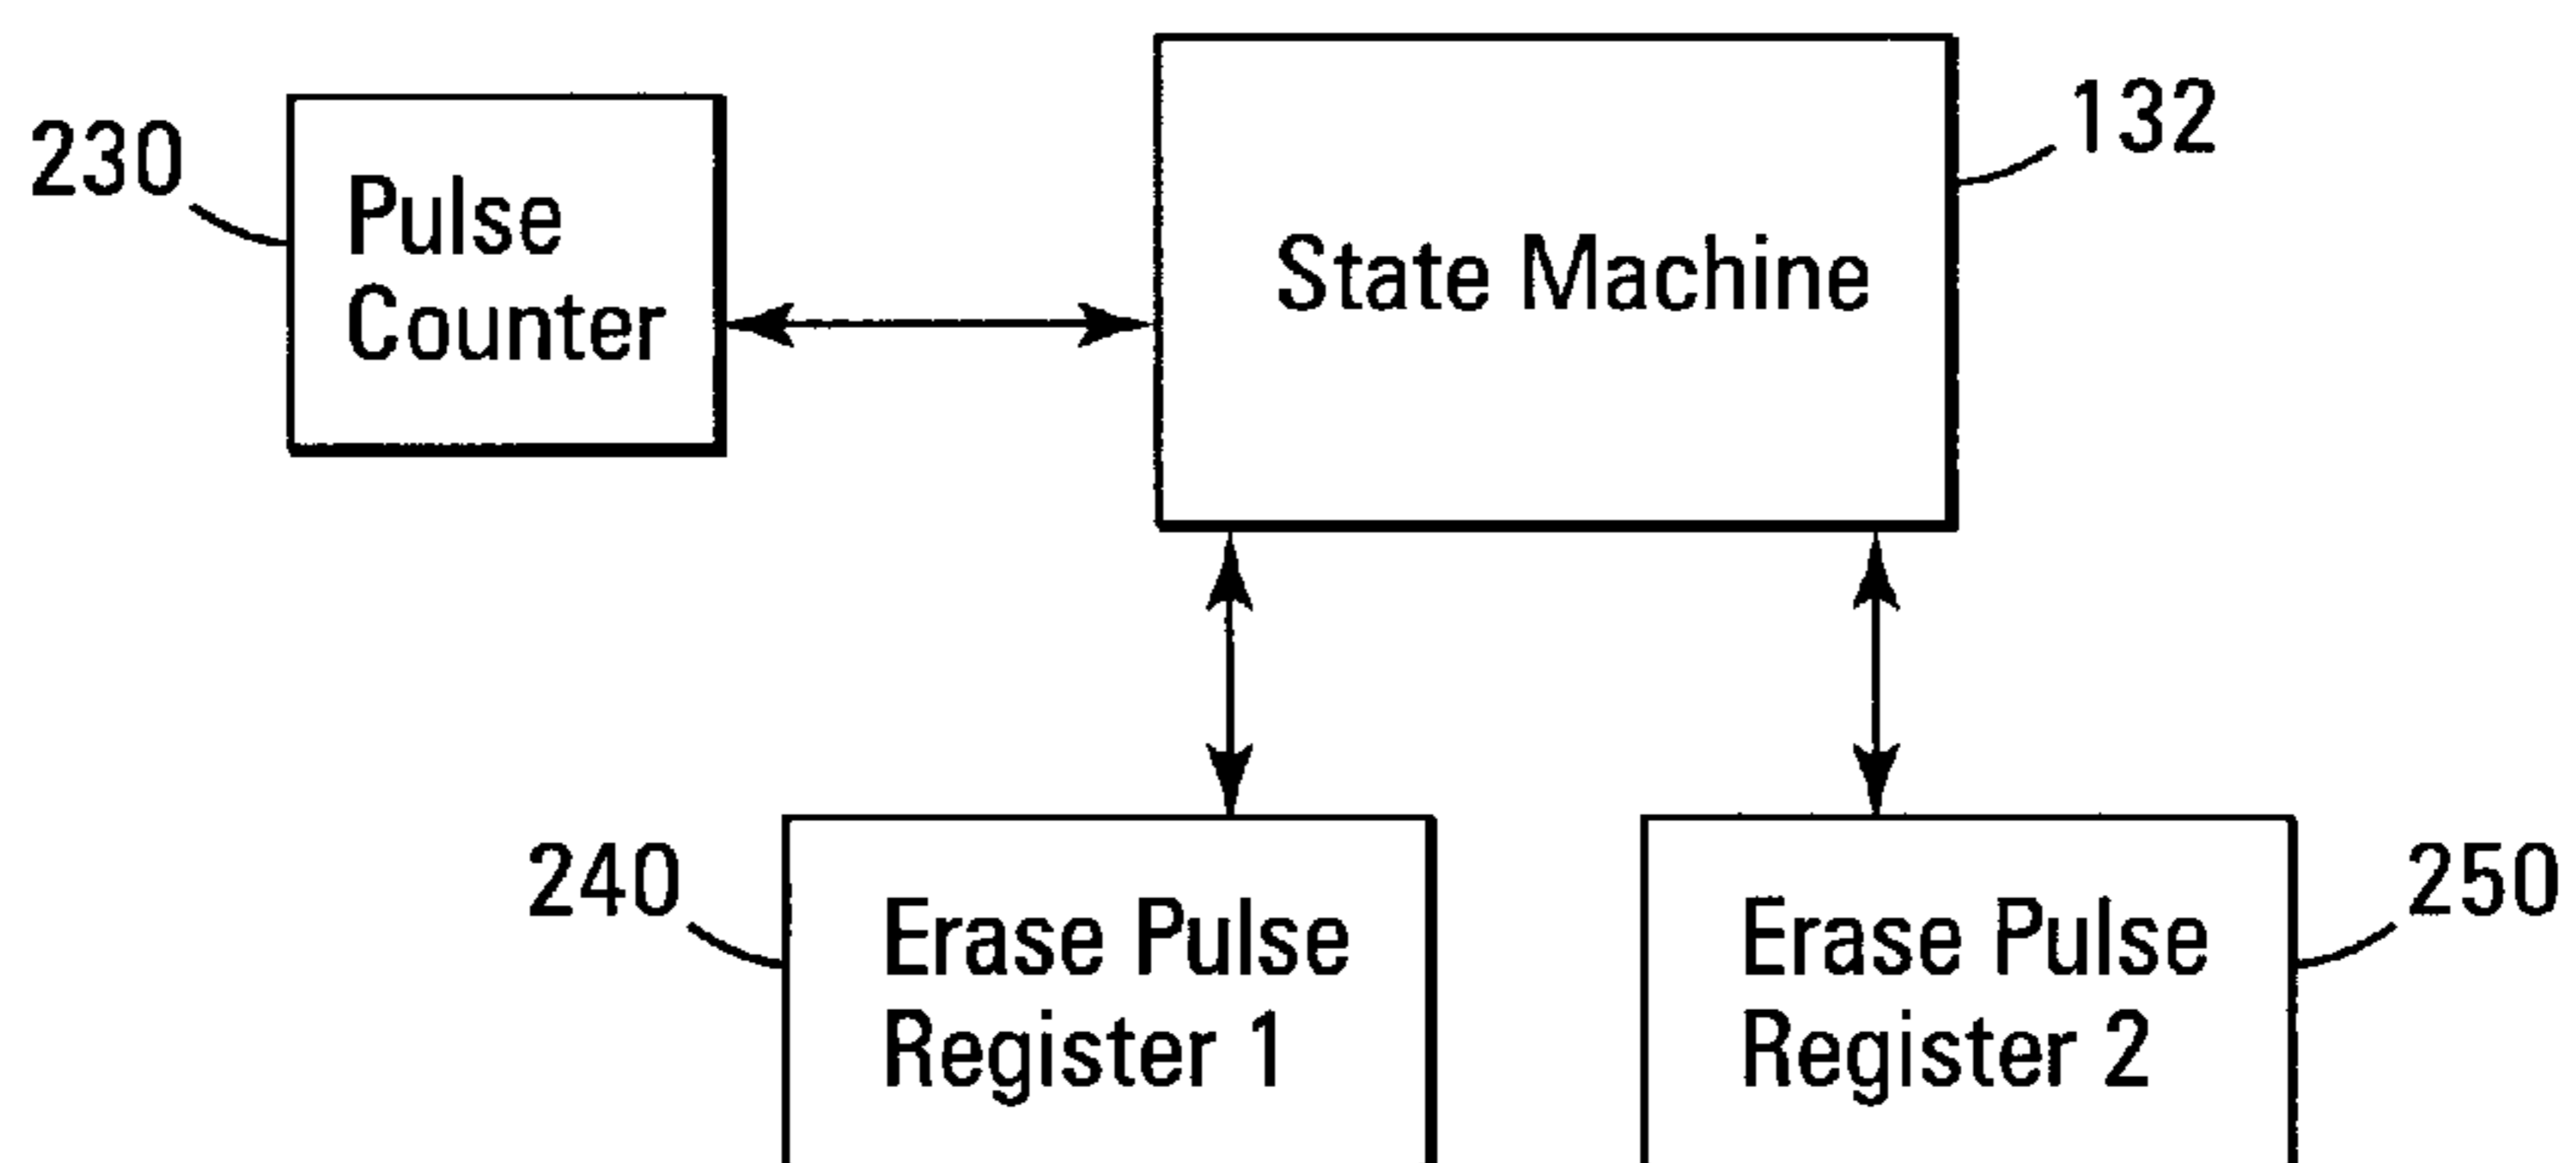 230
Pulse
Counter
State Machine
132
240
Erase Pulse
Register 1
Erase Pulse
Register 2
250